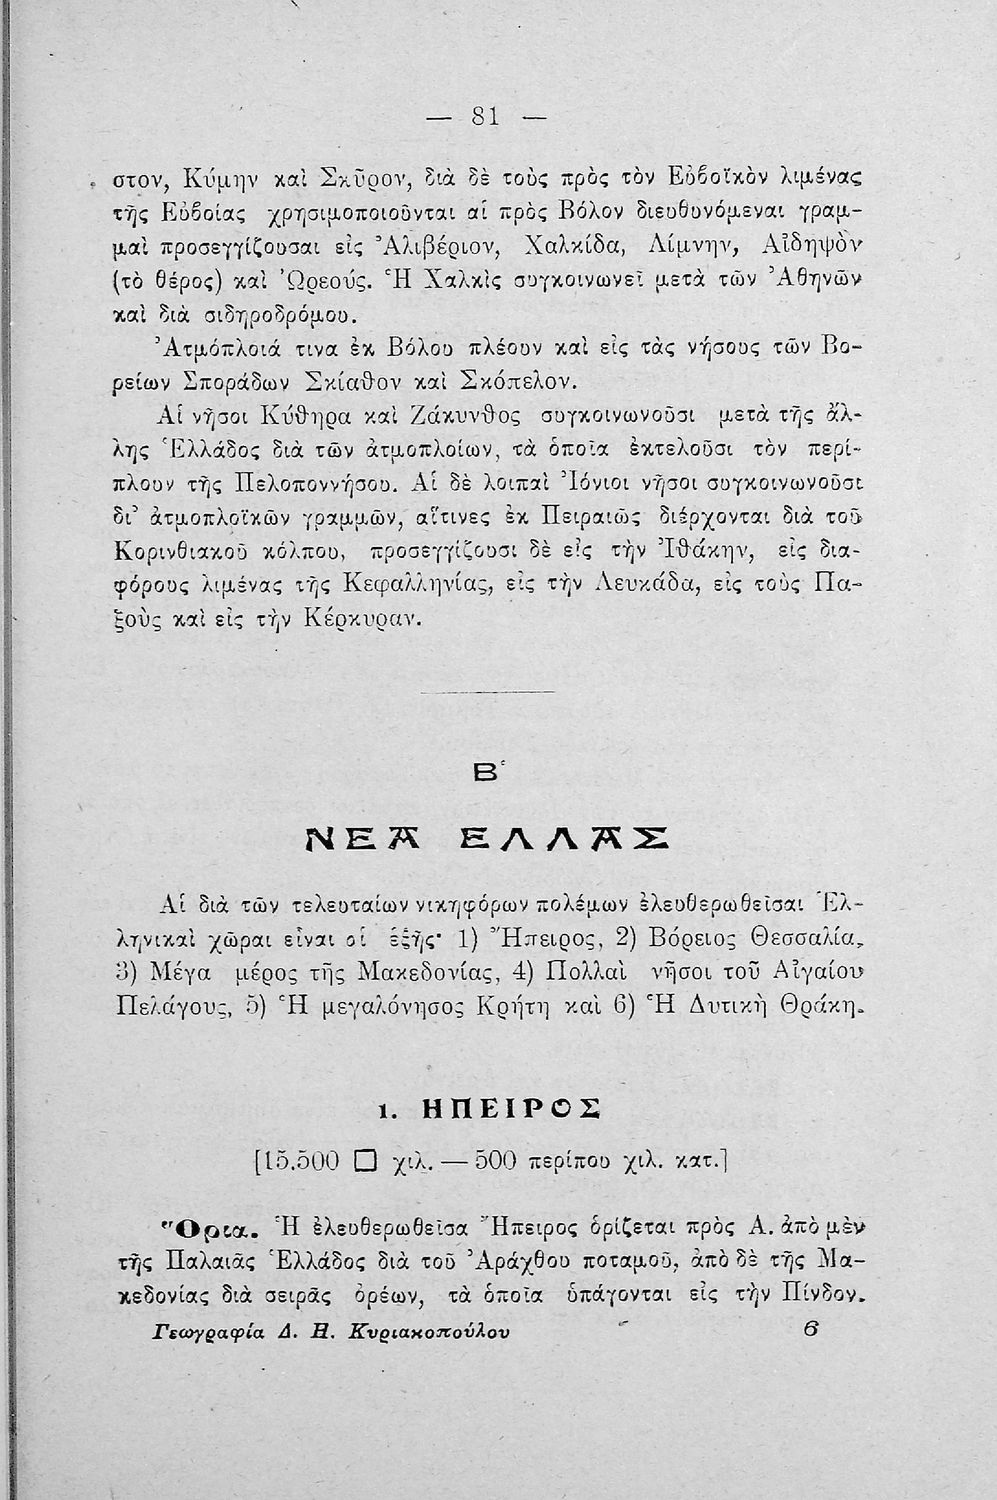 — 81 —
στον, Κύμην καὶ Σκῦρον, διὰ δὲ τοὺς πρὸς τὸν Εὐβοϊκὸν λιμένας
τῆς Εὐβοίας χρησιμοποιοῦνται αἱ πρὸς Βόλον διευθυνόμεναι γραμ-
μαὶ προσεγγίζουσαι εἰς Ἀλιβέριον, Χαλκίδα, Λίμνην, Αἰδηψὸν
(τὸ θέρος) καὶ Ὠρεούς. Ἡ Χαλκὶς συγκοινωνεῖ μετὰ τῶν Ἀθηνῶν
καὶ διὰ σιδηροδρόμου.
Ἀτμόπλοιά τινα ἐκ Βόλου πλέουν καὶ εἰς τὰς νήσους τῶν Βο-
ρείων Σποράδων Σκίαθον καὶ Σκόπελον.
Αἱ νῆσοι Κύθηρα καὶ Ζάκυνθος συγκοινωνοῦσι μετὰ τῆς ἄλ-
λης Ἑλλάδος διὰ τῶν ἀτμοπλοίων, τὰ ὁποῖα ἐκτελοῦσι τὸν περί-
πλουν τῆς Πελοποννήσου. Αἱ δὲ λοιπαὶ Ἰόνιοι νῆσοι συγκοινωνοῦσι
δι’ ἀτμοπλοϊκῶν γραμμῶν, αἵτινες ἐκ Πειραιῶς διέρχονται διὰ τοῦ
Κορινθιακοῦ κόλπου, προσεγγίζουσι δὲ εἰς τὴν Ἰθάκην, εἰς δια-
φόρους λιμένας τῆς Κεφαλληνίας, εἰς τὴν Λευκάδα, εἰς τοὺς Πα-
ξοὺς καὶ εἰς τὴν Κέρκυραν.
Β‘
ΝΕΑ ΕΛΛΑΣ
Αἱ διὰ τῶν τελευταίων νικηφόρων πολέμων ἐλευθερωθεῖσαι Ἑλ-
ληνικαὶ χῶραι εἶναι οἱ ἑξῆς· 1) Ἤπειρος, 2) Βόρειος Θεσσαλία,
3) Μέγα μέρος τῆς Μακεδονίας, 4) Πολλαὶ νῆσοι τοῦ Αἰγαίου
Πελάγους, 5) Ἡ μεγαλόνησος Κρήτη καὶ 6) Ἡ Δυτικὴ Θράκη.
1. ΗΠΕΙΡΟΣ
[15.500 □ χιλ. — 500 περίπου χιλ. κατ.]
Ὅρια. Ἡ ἐλευθερωθεῖσα Ἤπειρος ὁρίζεται πρὸς Α. ἀπὸ μὲν
τῆς Παλαιᾶς Ἑλλάδος διὰ τοῦ Ἀράχθου ποταμοῦ, ἀπὸ δὲ τῆς Μα-
κεδονίας διὰ σειρᾶς ὀρέων, τὰ ὁποῖα ὑπάγονται εἰς τὴν Πίνδον.
Γεωγραφία Δ. Η. Κυριακοπούλου 6